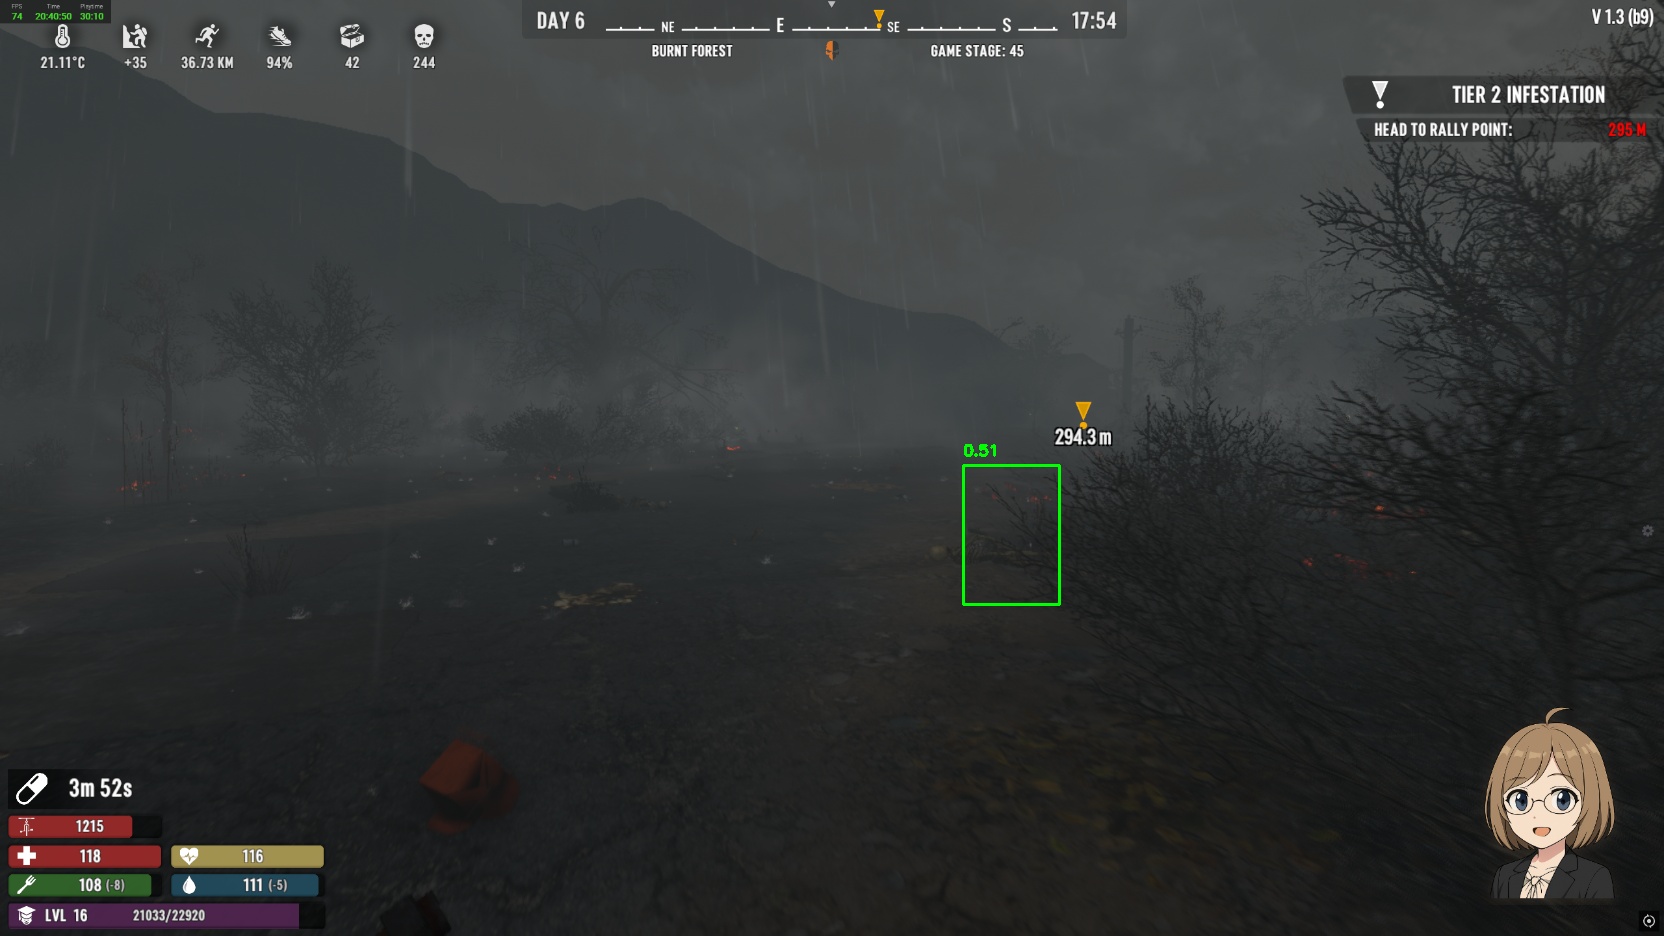 FPS Time Playtime
74 20:40:50 30:10
21.11°C
+35
36.73 KM
94%
42
244
DAY 6
NE
E
SE
S
17:54
BURNT FOREST
GAME STAGE: 45
V 1.3 (b9)
TIER 2 INFESTATION
HEAD TO RALLY POINT: 295 M
294.3 m
0.51
3m 52s
1215
118
116
108 (-8)
111 (-5)
LVL 16 21033/22920